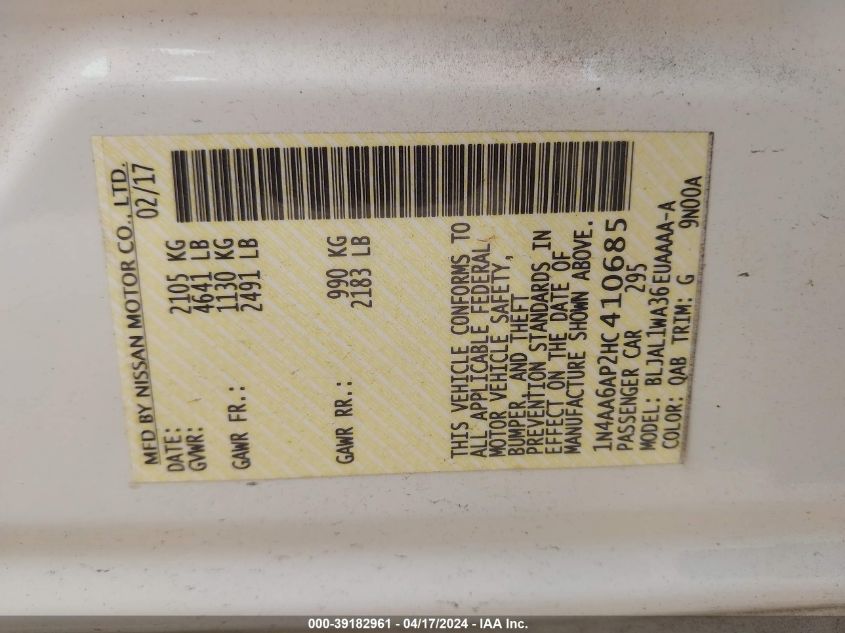 MFD BY NISSAN MOTOR CO., LTD.
DATE: 02/17
GVWR: 2105 KG
4641 LB
GAWR FR.: 1130 KG
2491 LB
GAWR RR.: 990 KG
2183 LB
THIS VEHICLE CONFORMS TO
ALL APPLICABLE FEDERAL
MOTOR VEHICLE SAFETY,
BUMPER, AND THEFT
PREVENTION STANDARDS IN
EFFECT ON THE DATE OF
MANUFACTURE SHOWN ABOVE.
1N4AA6AP2HC410685
PASSENGER CAR 295
MODEL: BLJAL1WA36EUAAAA-A
COLOR: QAB TRIM: G 9N00A
000-39182961 - 04/17/2024 - IAA Inc.